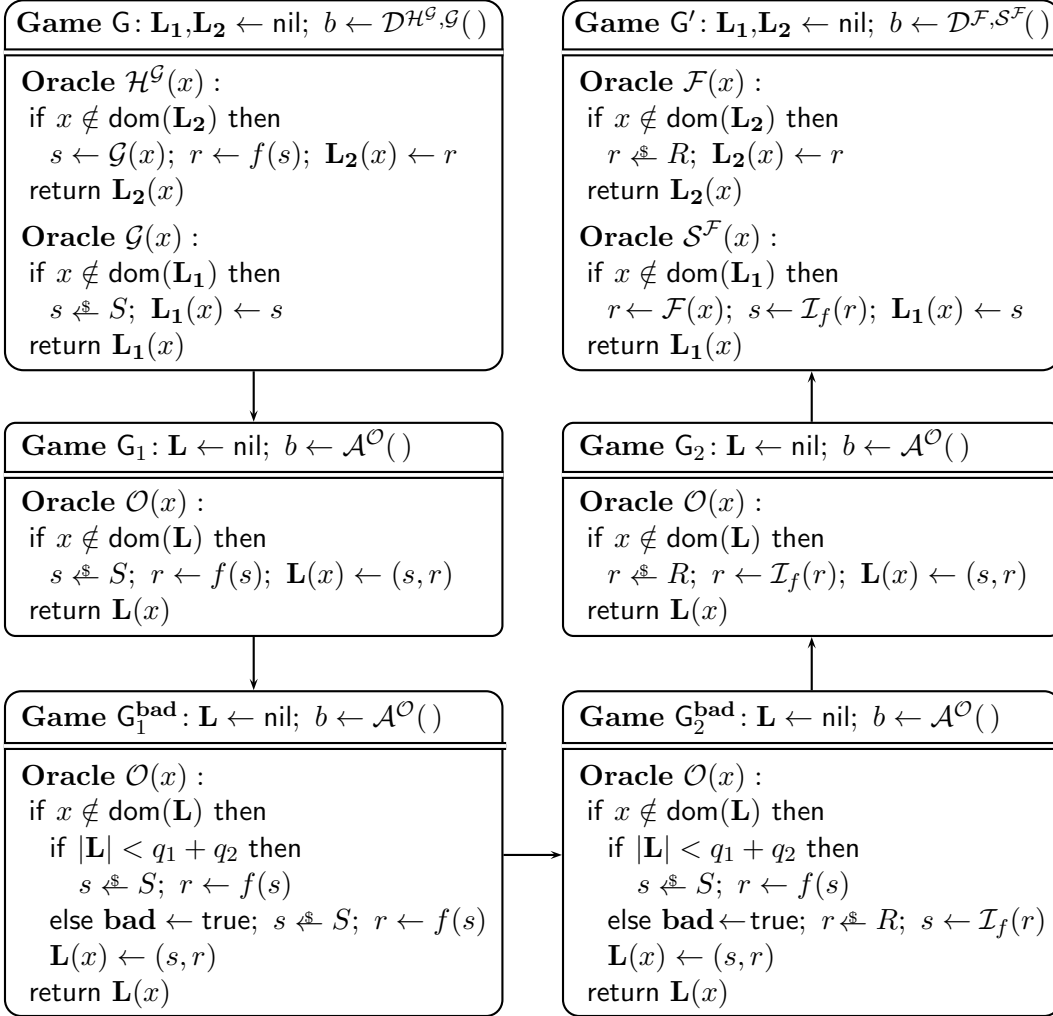 Game G: L₁,L₂ ← nil; b ← 𝒟^{ℋ^𝒢,𝒢}( )
Oracle ℋ^𝒢(x) :
if x ∉ dom(L₂) then
s ← 𝒢(x); r ← f(s); L₂(x) ← r
return L₂(x)
Oracle 𝒢(x) :
if x ∉ dom(L₁) then
s ↞$ S; L₁(x) ← s
return L₁(x)
Game G′: L₁,L₂ ← nil; b ← 𝒟^{ℱ,𝒮^ℱ}( )
Oracle ℱ(x) :
if x ∉ dom(L₂) then
r ↞$ R; L₂(x) ← r
return L₂(x)
Oracle 𝒮^ℱ(x) :
if x ∉ dom(L₁) then
r ← ℱ(x); s ← ℐ_f(r); L₁(x) ← s
return L₁(x)
Game G₁: L ← nil; b ← 𝒜^𝒪( )
Oracle 𝒪(x) :
if x ∉ dom(L) then
s ↞$ S; r ← f(s); L(x) ← (s, r)
return L(x)
Game G₂: L ← nil; b ← 𝒜^𝒪( )
Oracle 𝒪(x) :
if x ∉ dom(L) then
r ↞$ R; r ← ℐ_f(r); L(x) ← (s, r)
return L(x)
Game G₁^bad: L ← nil; b ← 𝒜^𝒪( )
Oracle 𝒪(x) :
if x ∉ dom(L) then
if |L| < q₁ + q₂ then
s ↞$ S; r ← f(s)
else bad ← true; s ↞$ S; r ← f(s)
L(x) ← (s, r)
return L(x)
Game G₂^bad: L ← nil; b ← 𝒜^𝒪( )
Oracle 𝒪(x) :
if x ∉ dom(L) then
if |L| < q₁ + q₂ then
s ↞$ S; r ← f(s)
else bad ← true; r ↞$ R; s ← ℐ_f(r)
L(x) ← (s, r)
return L(x)